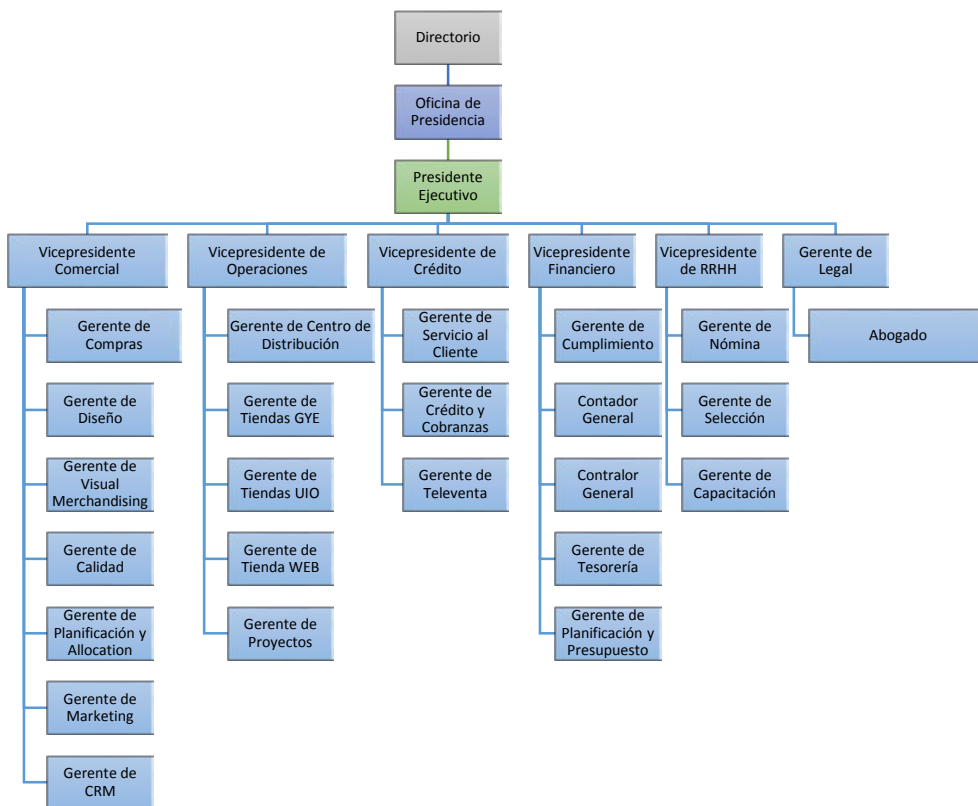 Directorio
Oficina de
Presidencia
Presidente
Ejecutivo
Vicepresidente
Comercial
Vicepresidente de
Operaciones
Vicepresidente de
Crédito
Vicepresidente
Financiero
Vicepresidente
de RRHH
Gerente de
Legal
Gerente de
Compras
Gerente de
Diseño
Gerente de
Visual
Merchandising
Gerente de
Calidad
Gerente de
Planificación y
Allocation
Gerente de
Marketing
Gerente de
CRM
Gerente de Centro de
Distribución
Gerente de
Tiendas GYE
Gerente de
Tiendas UIO
Gerente de
Tienda WEB
Gerente de
Proyectos
Gerente de
Servicio al
Cliente
Gerente de
Crédito y
Cobranzas
Gerente de
Televenta
Gerente de
Cumplimiento
Contador
General
Contralor
General
Gerente de
Tesorería
Gerente de
Planificación y
Presupuesto
Gerente de
Nómina
Gerente de
Selección
Gerente de
Capacitación
Abogado